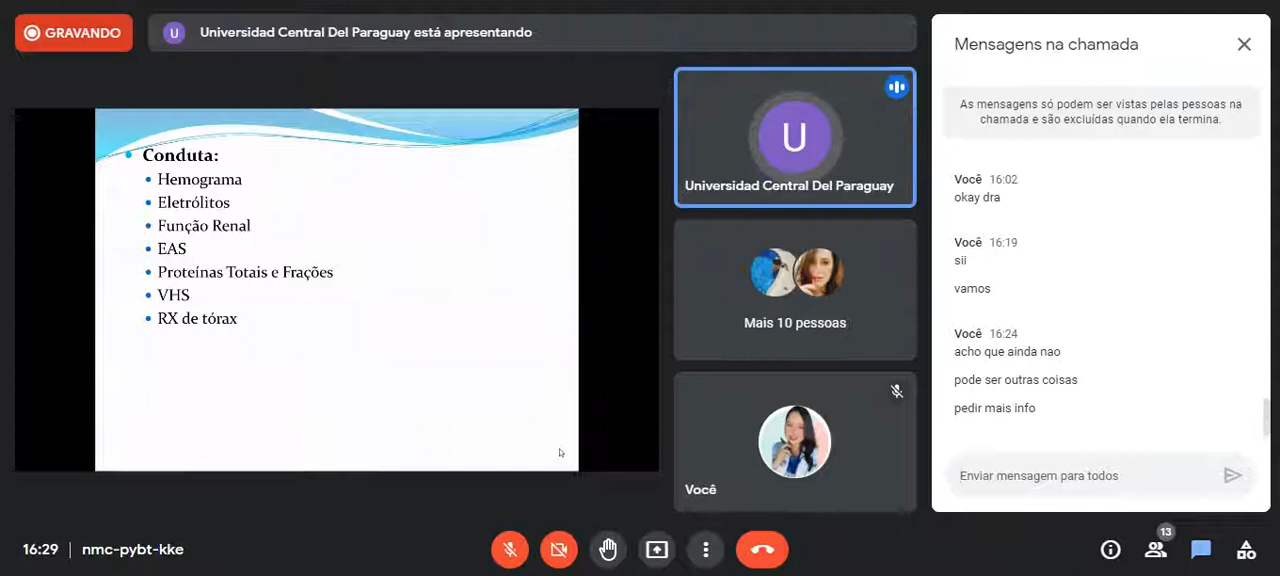 GRAVANDO
U
Universidad Central Del Paraguay está apresentando
Conduta:
Hemograma
Eletrólitos
Função Renal
EAS
Proteínas Totais e Frações
VHS
RX de tórax
U
Universidad Central Del Paraguay
Mais 10 pessoas
Você
Mensagens na chamada
As mensagens só podem ser vistas pelas pessoas na
chamada e são excluídas quando ela termina.
Você 16:02
okay dra
Você 16:19
sii
vamos
Você 16:24
acho que ainda nao
pode ser outras coisas
pedir mais info
Enviar mensagem para todos
16:29 | nmc-pybt-kke
13